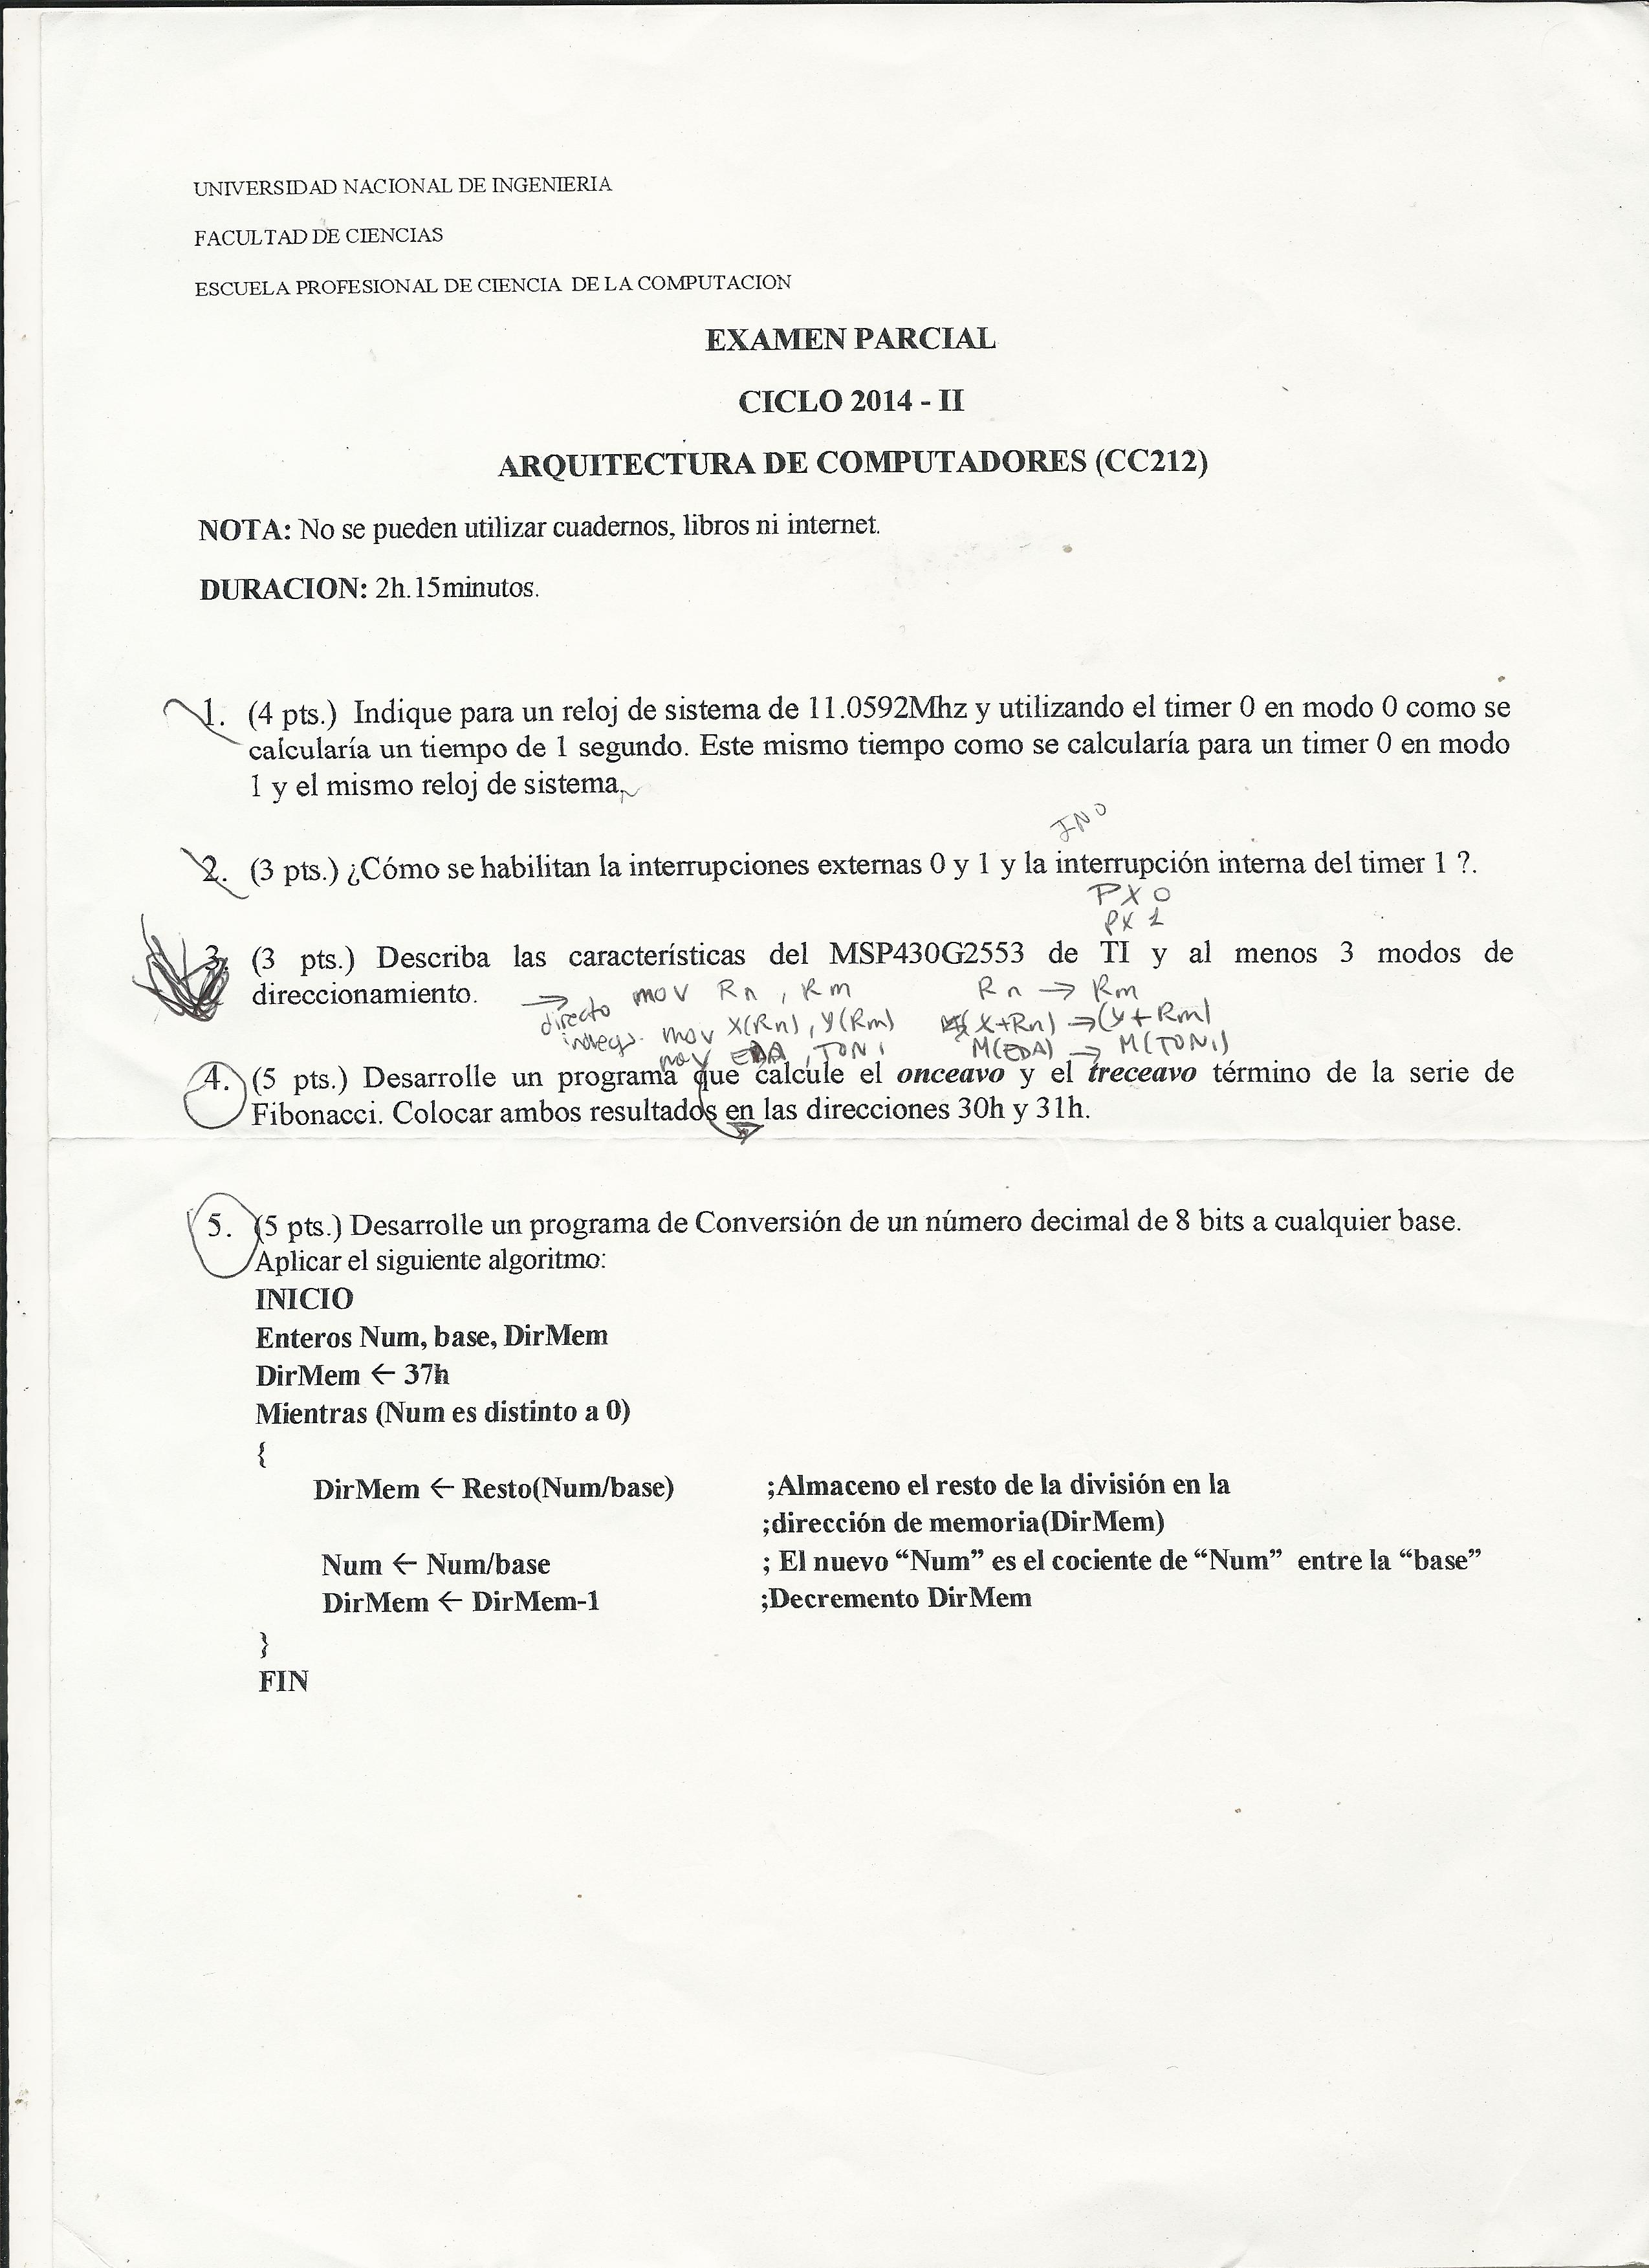 UNIVERSIDAD NACIONAL DE INGENIERIA
FACULTAD DE CIENCIAS
ESCUELA PROFESIONAL DE CIENCIA DE LA COMPUTACION
EXAMEN PARCIAL
CICLO 2014 - II
ARQUITECTURA DE COMPUTADORES (CC212)
NOTA: No se pueden utilizar cuadernos, libros ni internet.
DURACION: 2h.15minutos.
1. (4 pts.) Indique para un reloj de sistema de 11.0592Mhz y utilizando el timer 0 en modo 0 como se
calcularía un tiempo de 1 segundo. Este mismo tiempo como se calcularía para un timer 0 en modo
1 y el mismo reloj de sistema.
2. (3 pts.) ¿Cómo se habilitan la interrupciones externas 0 y 1 y la interrupción interna del timer 1 ?.
PX 0
PX 1
3. (3 pts.) Describa las características del MSP430G2553 de TI y al menos 3 modos de
direccionamiento.
→ directo mov Rn , Rm Rn → Rm
mov X(Rn), Y(Rm) (X+Rn) → (Y+Rm)
mov EDA , TONI M(EDA) → M(TONI)
4. (5 pts.) Desarrolle un programa que calcule el onceavo y el treceavo término de la serie de
Fibonacci. Colocar ambos resultados en las direcciones 30h y 31h.
5. (5 pts.) Desarrolle un programa de Conversión de un número decimal de 8 bits a cualquier base.
Aplicar el siguiente algoritmo:
INICIO
Enteros Num, base, DirMem
DirMem ← 37h
Mientras (Num es distinto a 0)
{
DirMem ← Resto(Num/base) ;Almaceno el resto de la división en la
;dirección de memoria(DirMem)
Num ← Num/base ; El nuevo “Num” es el cociente de “Num” entre la “base”
DirMem ← DirMem-1 ;Decremento DirMem
}
FIN